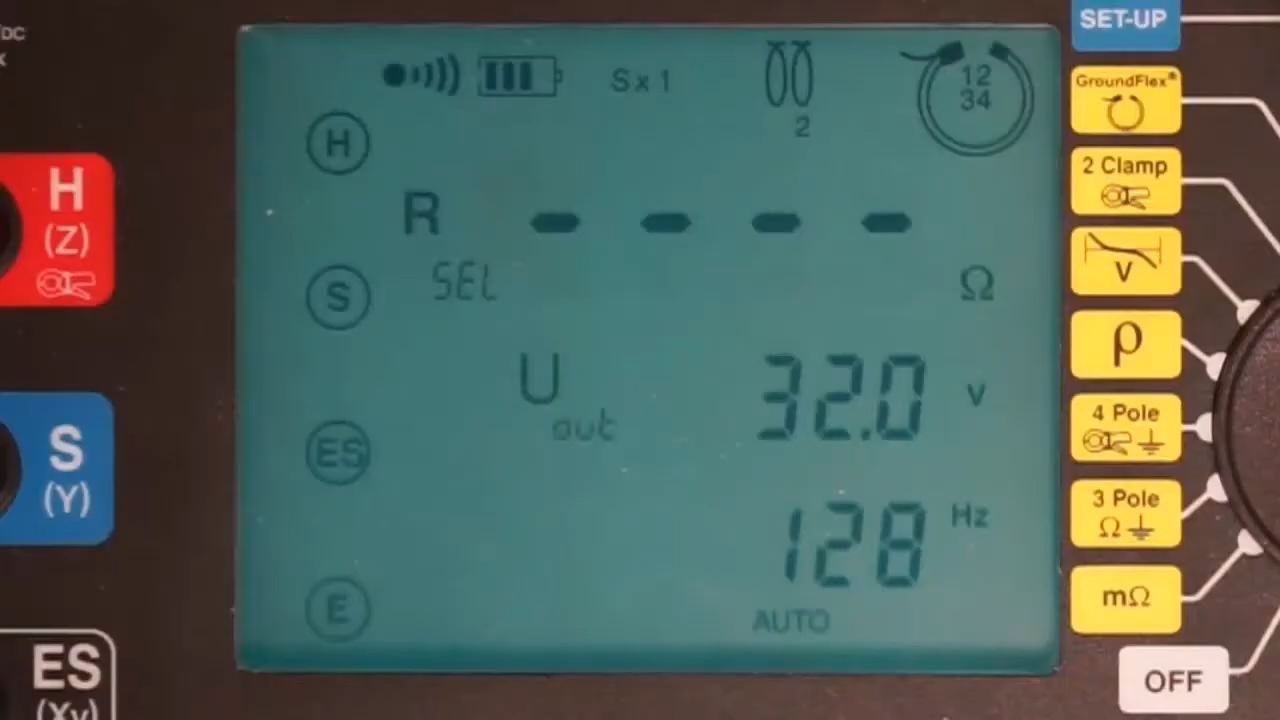 DC
SET-UP
S x 1
2
12
34
GroundFlex®
H
H
(Z)
R - - - -
2 Clamp
SEL
Ω
S
V
U out 32.0 V
ρ
S
(Y)
ES
4 Pole
128 Hz
3 Pole
Ω
E
AUTO
mΩ
ES
(Xv)
OFF